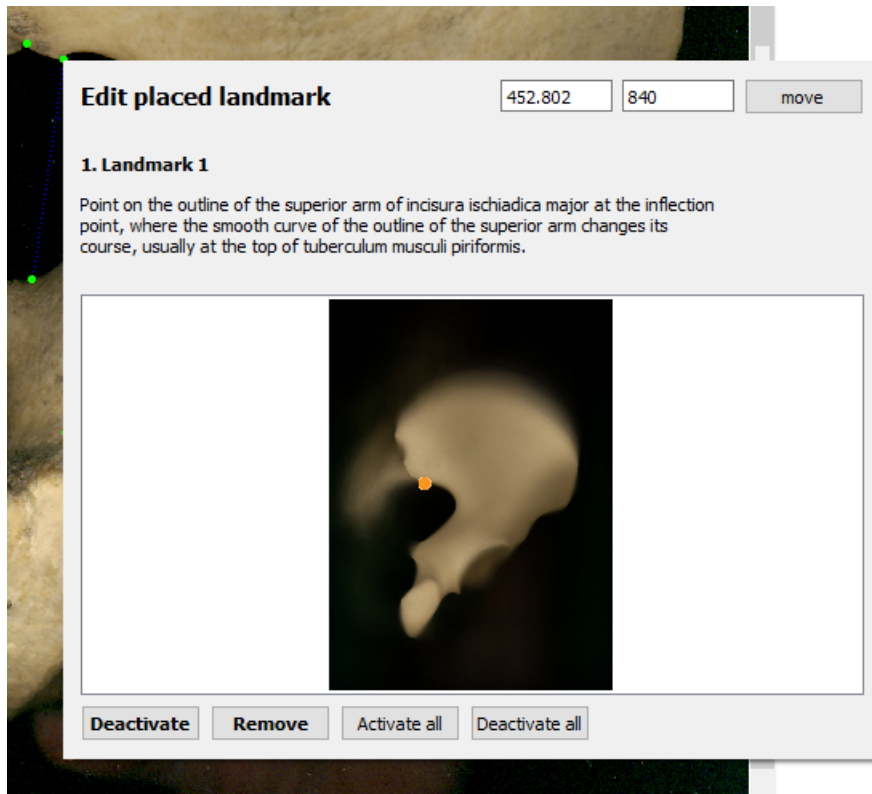 Edit placed landmark 452.802 840 move
1. Landmark 1
Point on the outline of the superior arm of incisura ischiadica major at the inflection
point, where the smooth curve of the outline of the superior arm changes its
course, usually at the top of tuberculum musculi piriformis.
Deactivate Remove Activate all Deactivate all